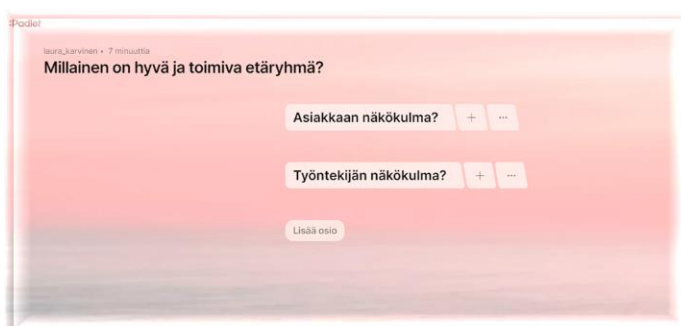 :Padlet
laura_karvinen • 7 minuuttia
Millainen on hyvä ja toimiva etäryhmä?
Asiakkaan näkökulma? + ...
Työntekijän näkökulma? + ...
Lisää osio